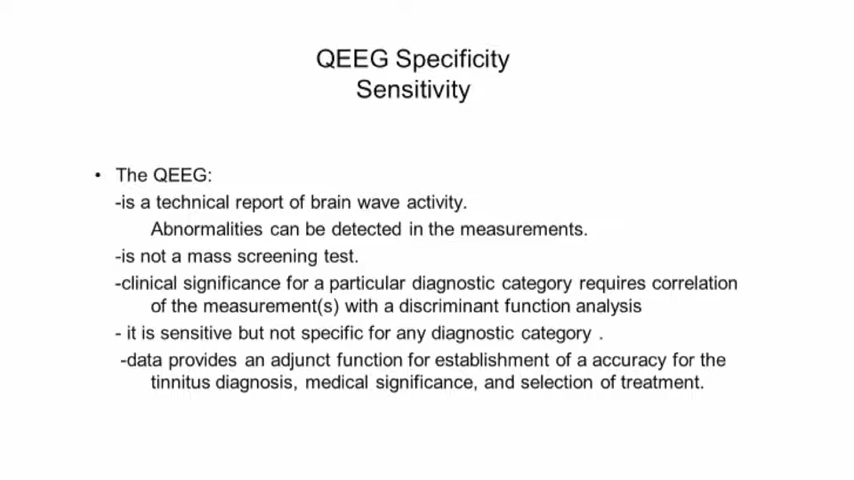 QEEG Specificity
Sensitivity
• The QEEG:
-is a technical report of brain wave activity.
Abnormalities can be detected in the measurements.
-is not a mass screening test.
-clinical significance for a particular diagnostic category requires correlation
of the measurement(s) with a discriminant function analysis
- it is sensitive but not specific for any diagnostic category .
-data provides an adjunct function for establishment of a accuracy for the
tinnitus diagnosis, medical significance, and selection of treatment.